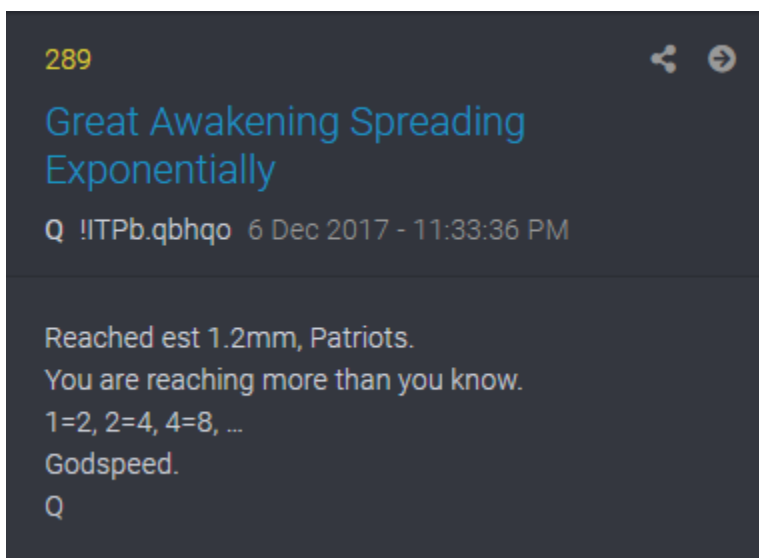 289
Great Awakening Spreading
Exponentially
Q !ITPb.qbhqo 6 Dec 2017 - 11:33:36 PM
Reached est 1.2mm, Patriots.
You are reaching more than you know.
1=2, 2=4, 4=8, ...
Godspeed.
Q